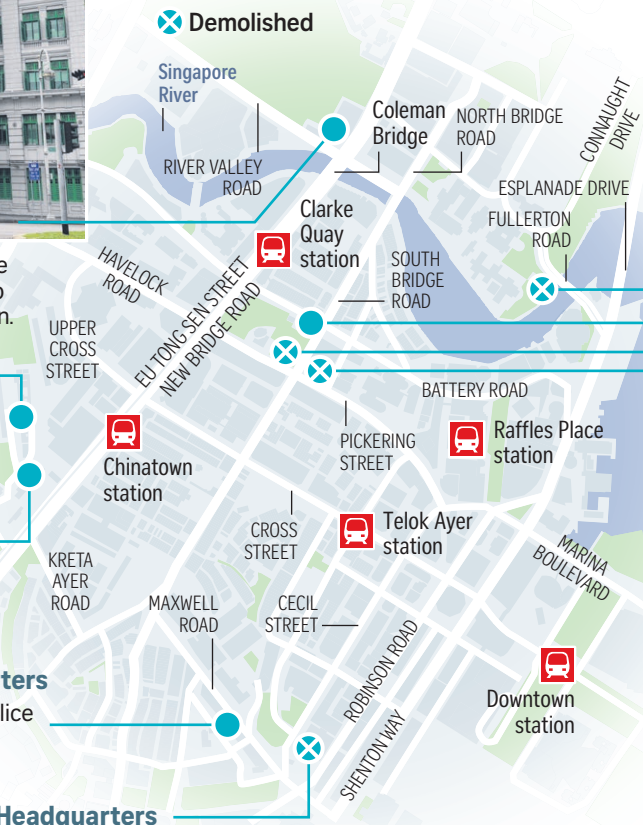 Demolished
Singapore
River
Coleman
Bridge
NORTH BRIDGE
ROAD
CONNAUGHT
DRIVE
RIVER VALLEY
ROAD
ESPLANADE DRIVE
Clarke
Quay
station
FULLERTON
ROAD
HAVELOCK
ROAD
SOUTH
BRIDGE
ROAD
n.
UPPER
CROSS
STREET
EU TONG SEN STREET
NEW BRIDGE ROAD
BATTERY ROAD
PICKERING
STREET
Raffles Place
station
Chinatown
station
CROSS
STREET
Telok Ayer
station
MARINA
BOULEVARD
KRETA
AYER
ROAD
MAXWELL
ROAD
CECIL
STREET
ROBINSON ROAD
SHENTON WAY
Downtown
station
ters
lice
Headquarters